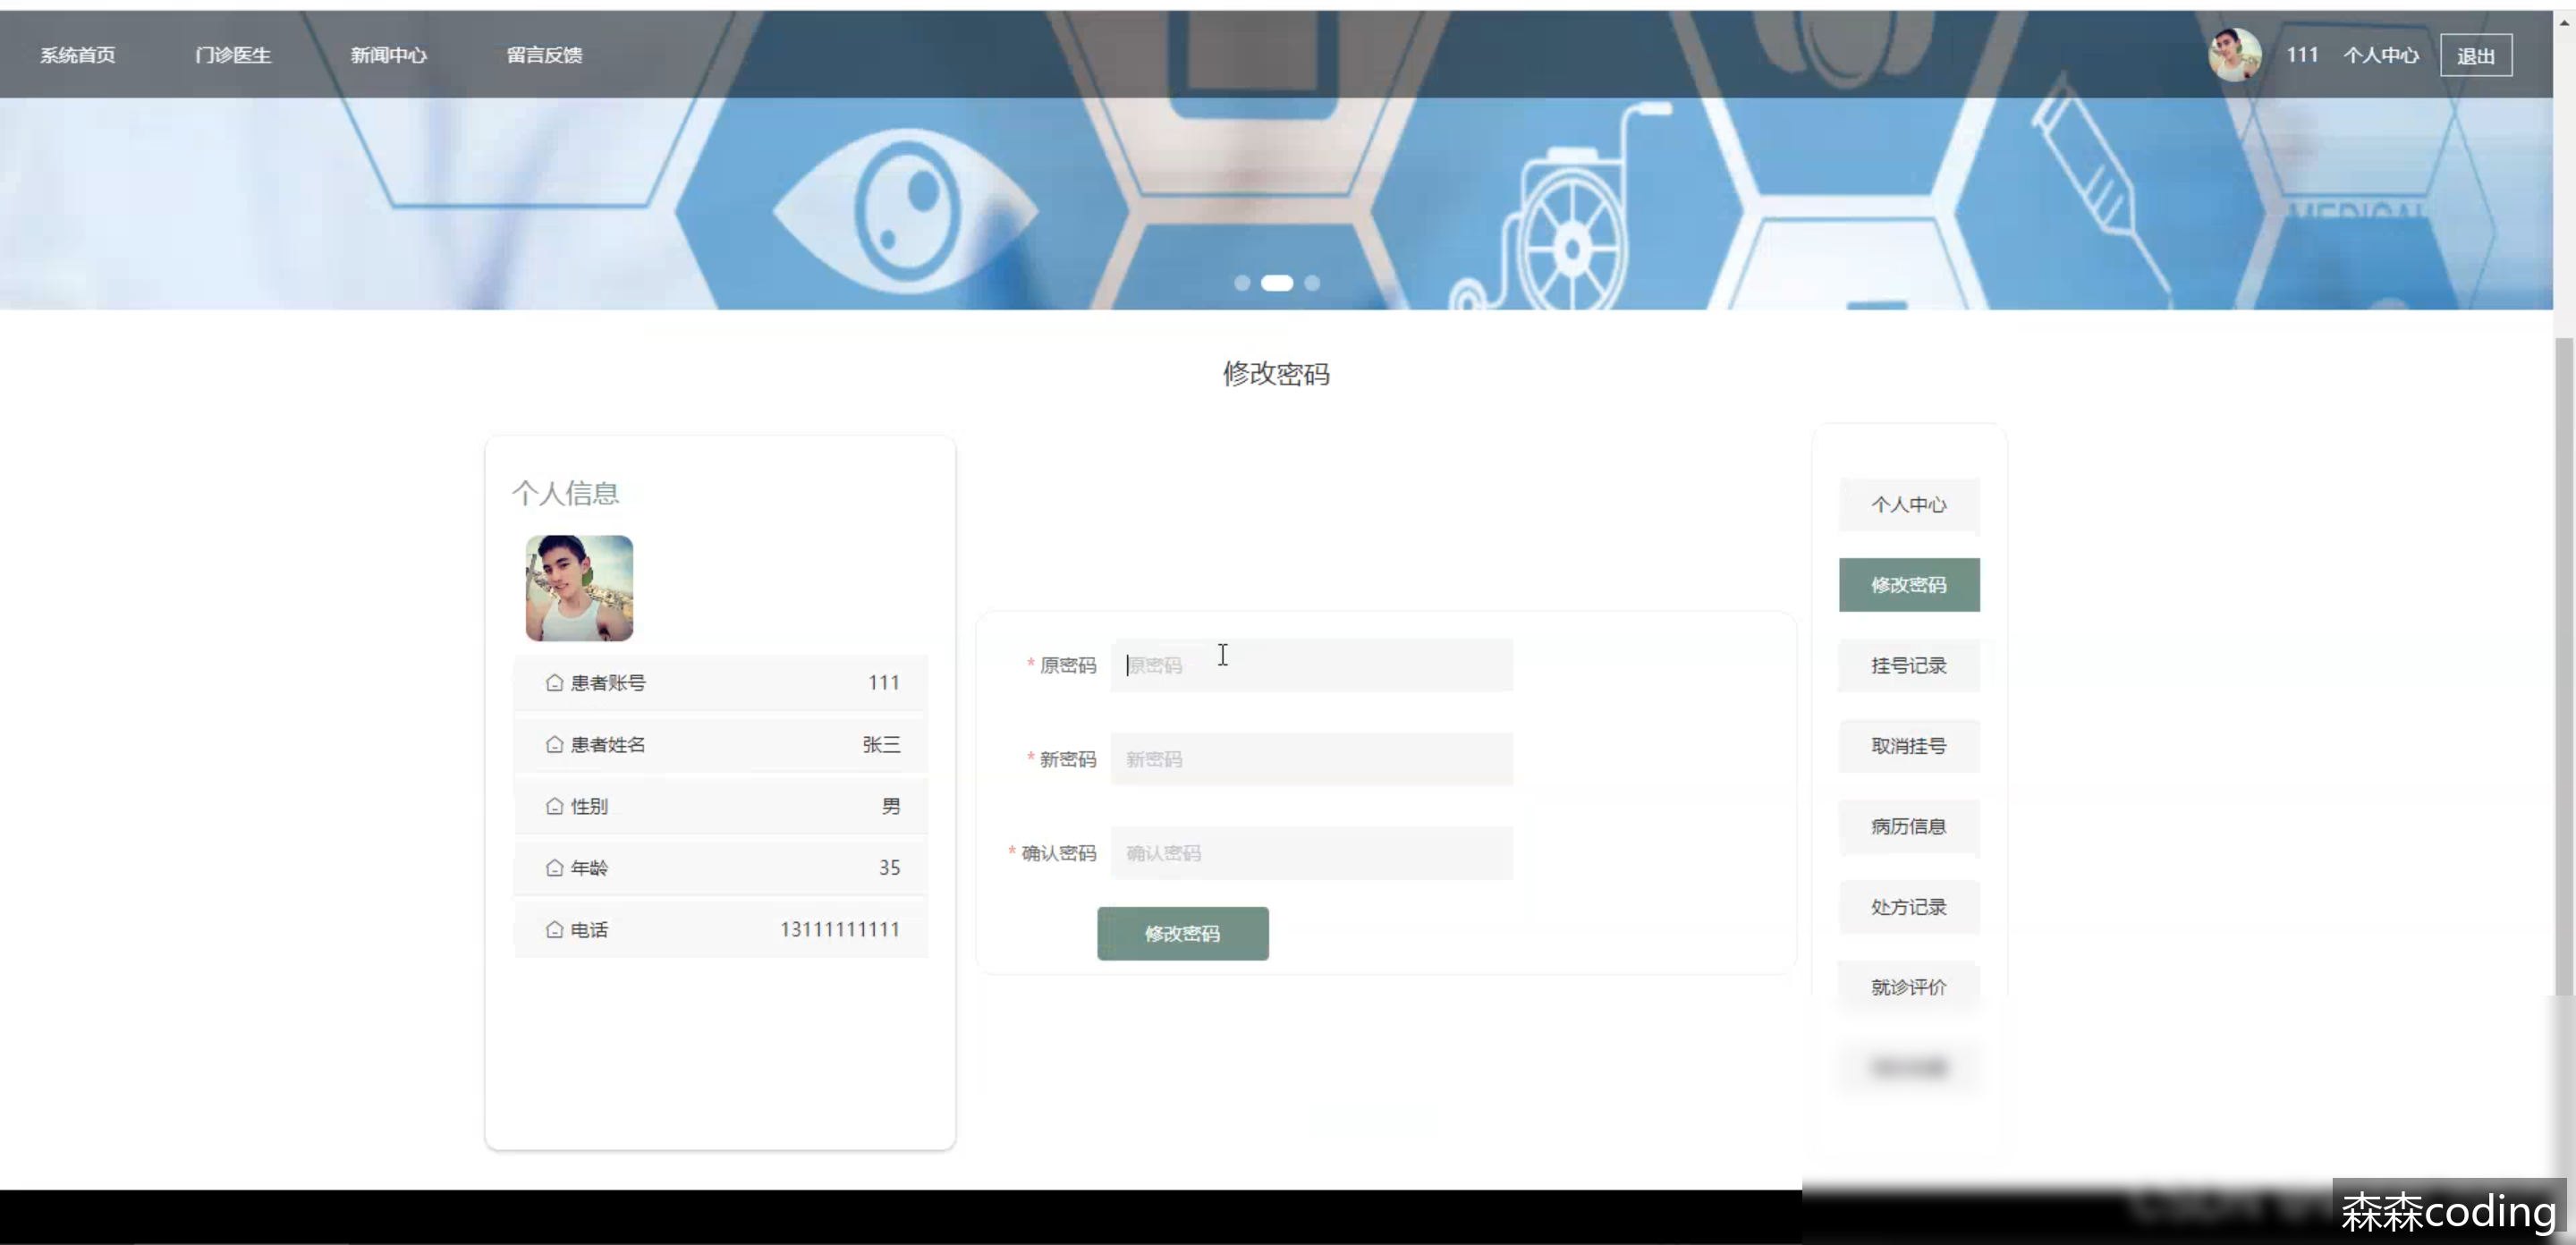 系统首页 门诊医生 新闻中心 留言反馈 111 个人中心 退出
MEDICAL
修改密码
个人信息
患者账号 111
患者姓名 张三
性别 男
年龄 35
电话 13111111111
* 原密码 原密码
* 新密码 新密码
* 确认密码 确认密码
修改密码
个人中心
修改密码
挂号记录
取消挂号
病历信息
处方记录
就诊评价
森森coding